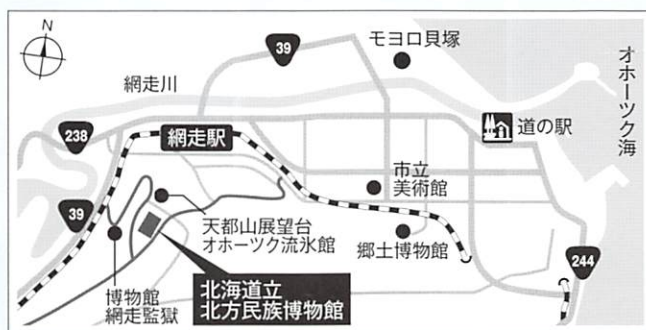 N
39
モヨロ貝塚
オホーツク海
網走川
238
網走駅
道の駅
市立
美術館
39
天都山展望台
オホーツク流氷館
郷土博物館
244
博物館
網走監獄
北海道立
北方民族博物館